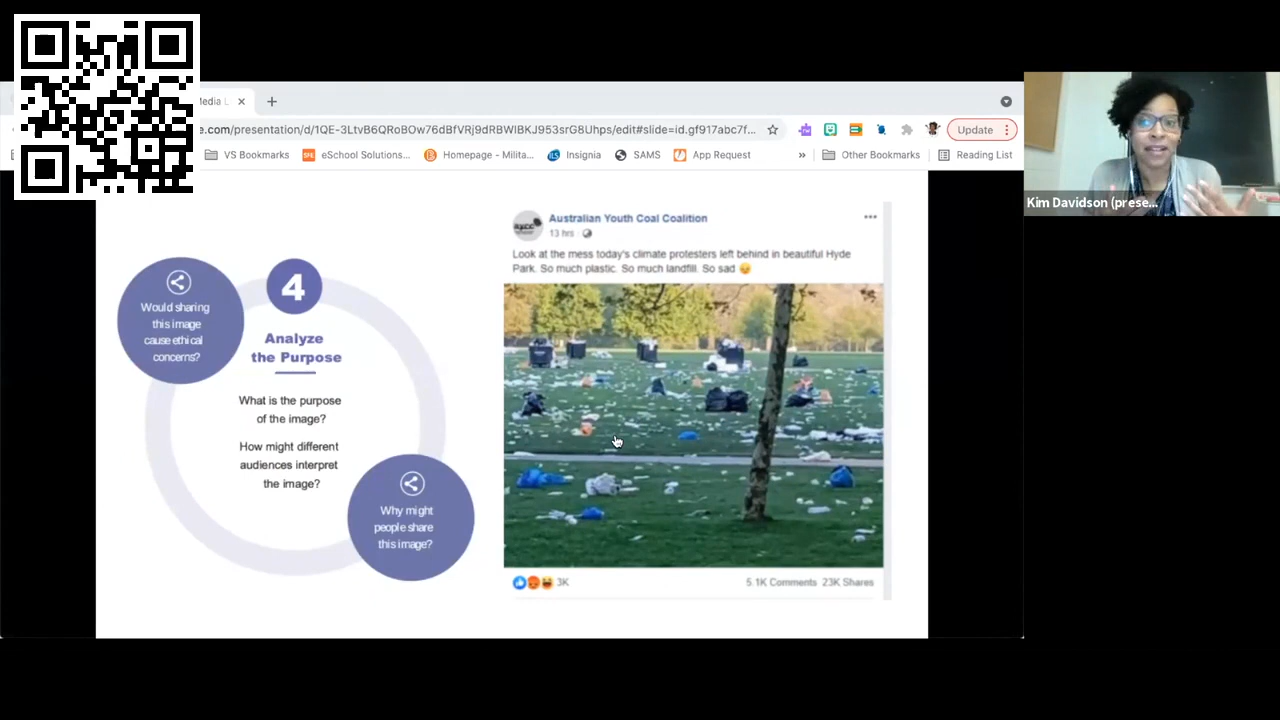 Media L
e.com/presentation/d/1QE-3LtvB6QRoBOw76dBfVRj9dRBWlBKJ953srG8Uhps/edit#slide=id.gf917abc7f...
Update
VS Bookmarks
eSchool Solutions...
Homepage - Milita...
Insignia
SAMS
App Request
»
Other Bookmarks
Reading List
Kim Davidson (prese...
Would sharing
this image
cause ethical
concerns?
4
Analyze
the Purpose
What is the purpose
of the image?
How might different
audiences interpret
the image?
Why might
people share
this image?
Australian Youth Coal Coalition
13 hrs ·
Look at the mess today's climate protesters left behind in beautiful Hyde
Park. So much plastic. So much landfill. So sad 😞
3K
5.1K Comments 23K Shares